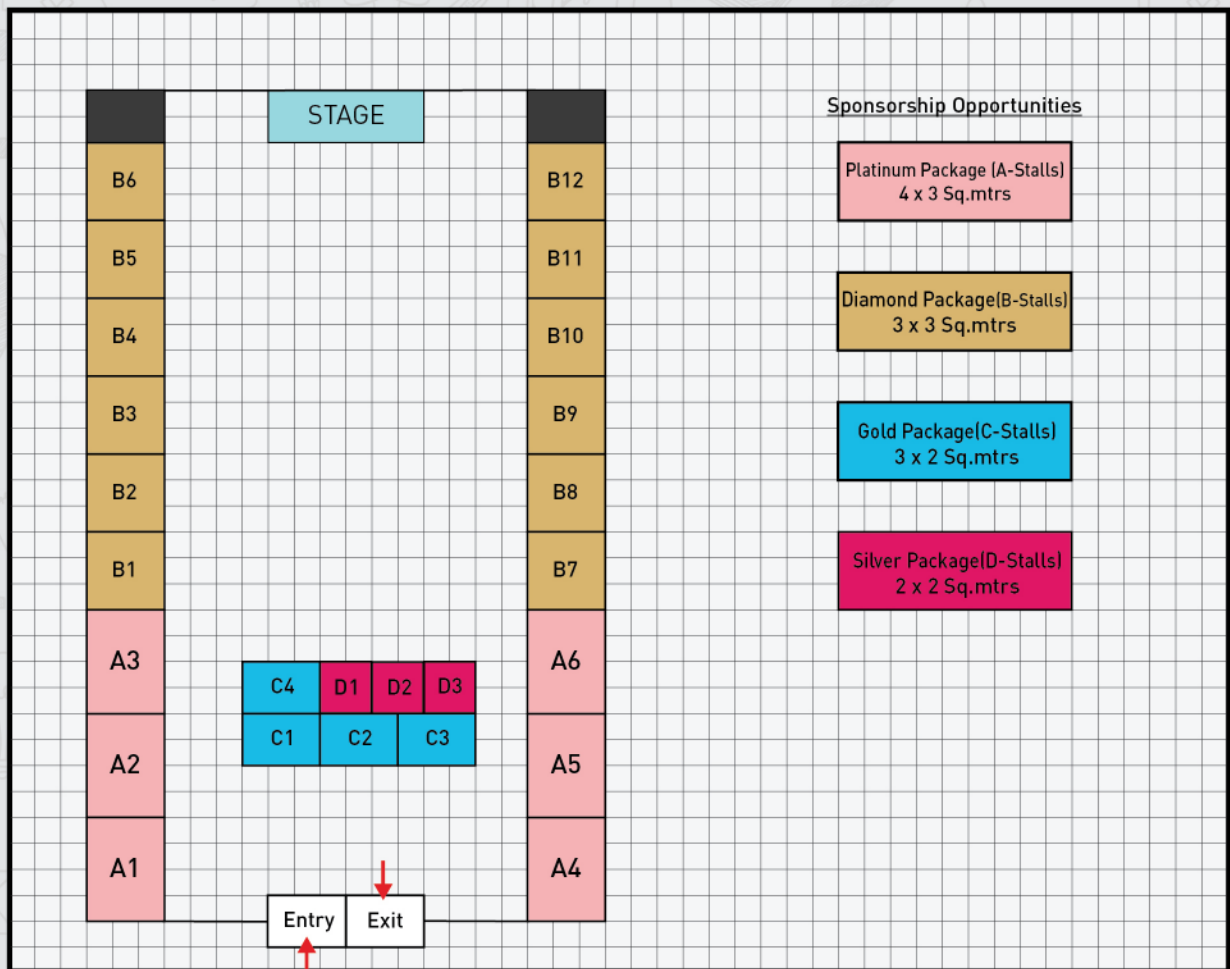 STAGE
Sponsorship Opportunities
Platinum Package (A-Stalls)
4 x 3 Sq.mtrs
Diamond Package(B-Stalls)
3 x 3 Sq.mtrs
Gold Package(C-Stalls)
3 x 2 Sq.mtrs
Silver Package(D-Stalls)
2 x 2 Sq.mtrs
B6
B12
B5
B11
B4
B10
B3
B9
B2
B8
B1
B7
A3
C4 D1 D2 D3
A6
C1 C2 C3
A2
A5
A1
A4
Entry Exit